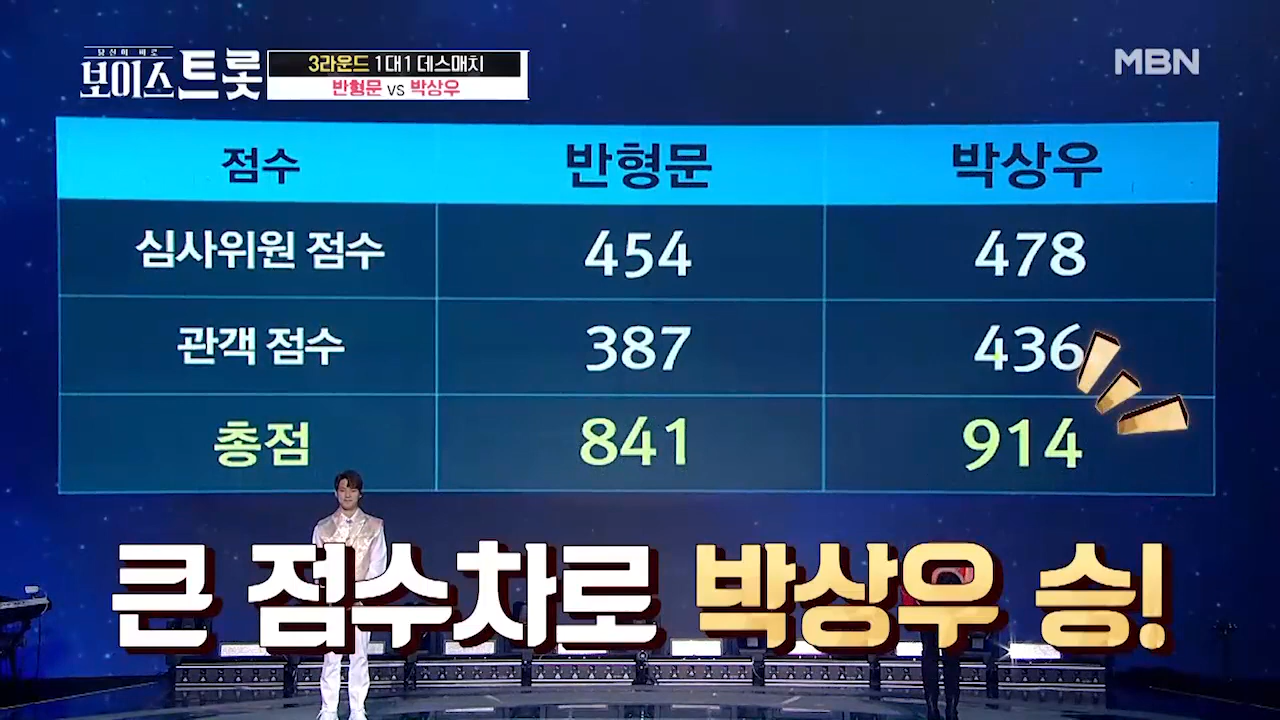 당신이 바로
보이스트롯
3라운드 1대1 데스매치
반형문 vs 박상우
MBN
점수 반형문 박상우
심사위원 점수 454 478
관객 점수 387 436
총점 841 914
큰 점수차로 박상우 승!